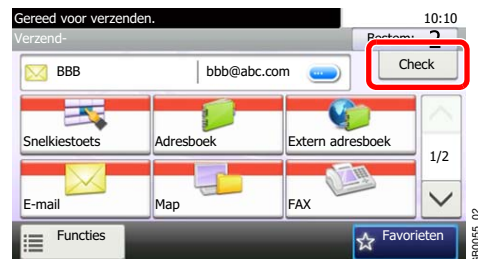 Gereed voor verzenden.
10:10
Verzend-
Bestem:
2
BBB
bbb@abc.com
Check
Snelkiestoets
Adresboek
Extern adresboek
1/2
E-mail
Map
FAX
Functies
Favorieten